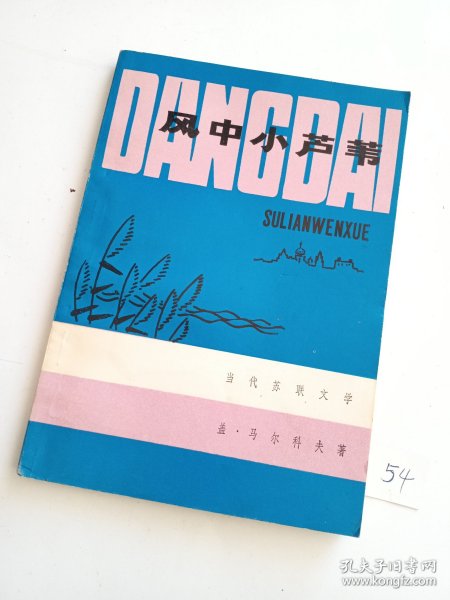 DANGDAI
风中小芦苇
SULIANWENXUE
当代苏联文学
盖·马尔科夫著
54
孔夫子旧书网
www.kongfz.com